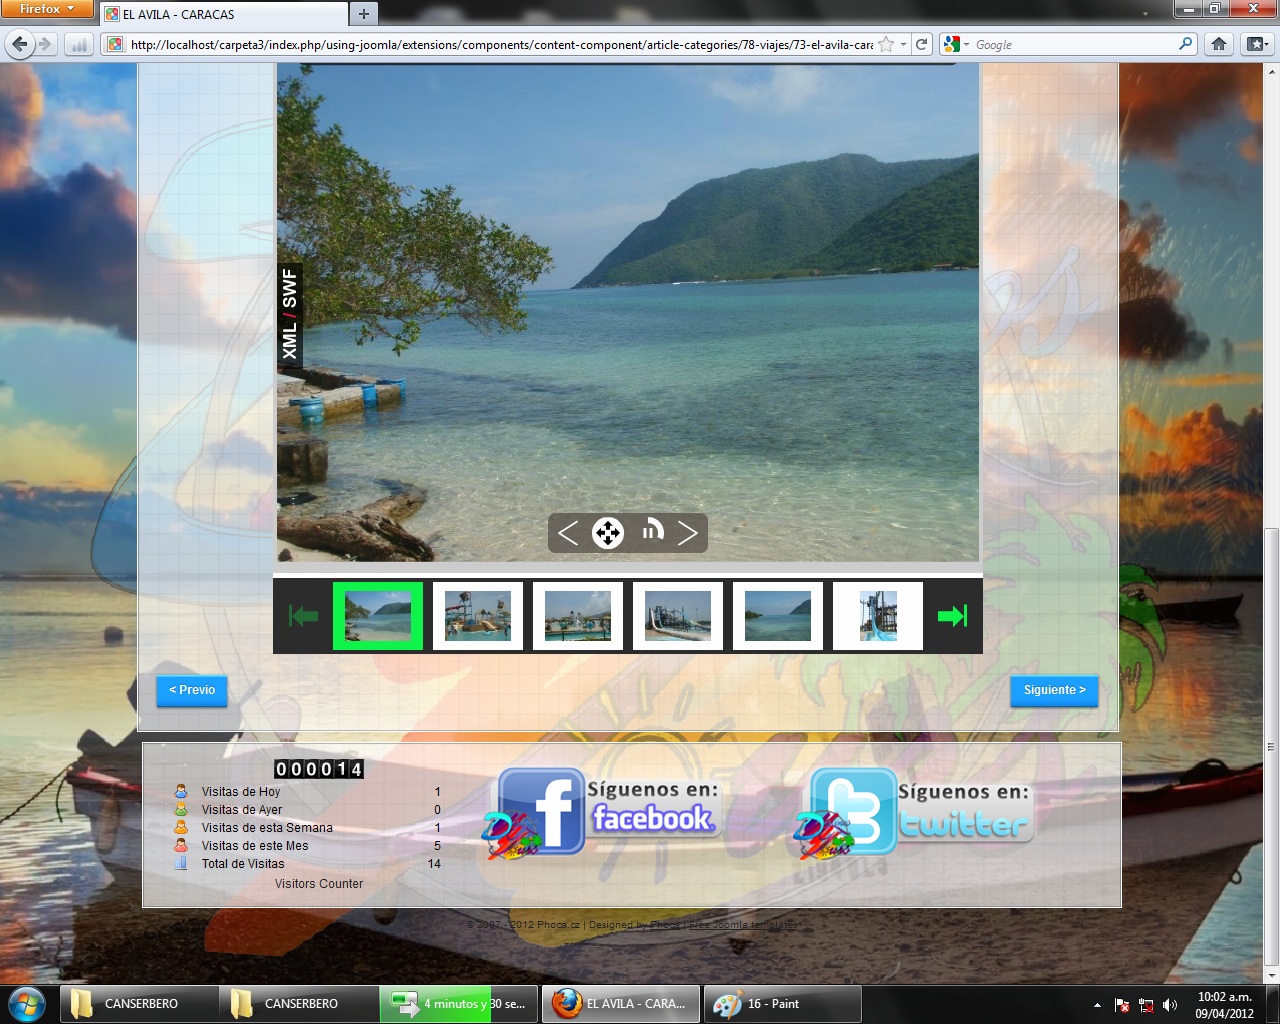 Firefox
EL AVILA - CARACAS
http://localhost/carpeta3/index.php/using-joomla/extensions/components/content-component/article-categories/78-viajes/73-el-avila-cara
Google
XML / SWF
< Previo
Siguiente >
000014
Visitas de Hoy 1
Visitas de Ayer 0
Visitas de esta Semana 1
Visitas de este Mes 5
Total de Visitas 14
Visitors Counter
Síguenos en:
facebook
Síguenos en:
twitter
© 2007 - 2012 Phoca.cz | Designed by Phoca | Free Joomla templates
CANSERBERO
CANSERBERO
4 minutos y 30 se...
EL AVILA - CARA...
16 - Paint
10:02 a.m.
09/04/2012